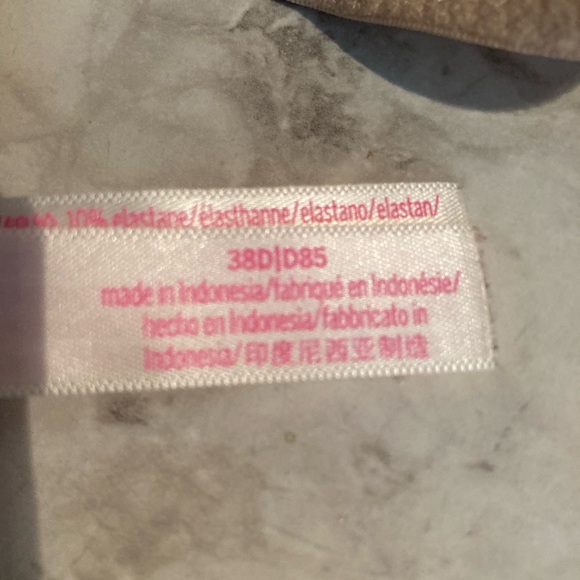 10% elastane/élasthanne/elastano/elastan/
38D|D85
made in Indonesia/fabriqué en Indonésie/
hecho en Indonesia/fabbricato in
Indonesia/印度尼西亚制造